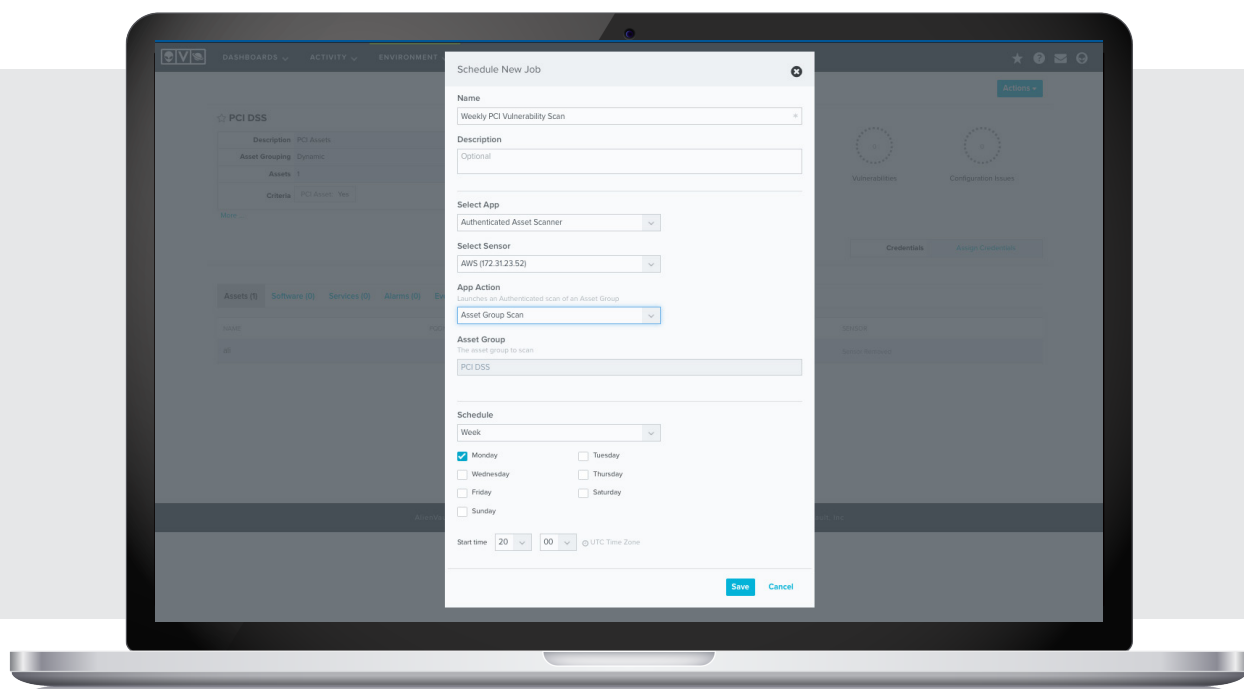 DASHBOARDS ACTIVITY ENVIRONMENT
Actions
PCI DSS
Description PCI Assets
Asset Grouping Dynamic
Assets 1
Criteria
More
Vulnerabilities Configuration Issues
Credentials Assign Credentials
Assets (1) Software (0) Services (0) Alarms (0)
NAME
Schedule New Job
Name
Weekly PCI Vulnerability Scan
Description
Optional
Select App
Authenticated Asset Scanner
Select Sensor
AWS (172.31.23.52)
App Action
Launches an Authenticated scan of an Asset Group
Asset Group Scan
Asset Group
The asset group to scan
PCI DSS
Schedule
Week
Monday Tuesday
Wednesday Thursday
Friday Saturday
Sunday
Start time 20 00 UTC Time Zone
Save Cancel